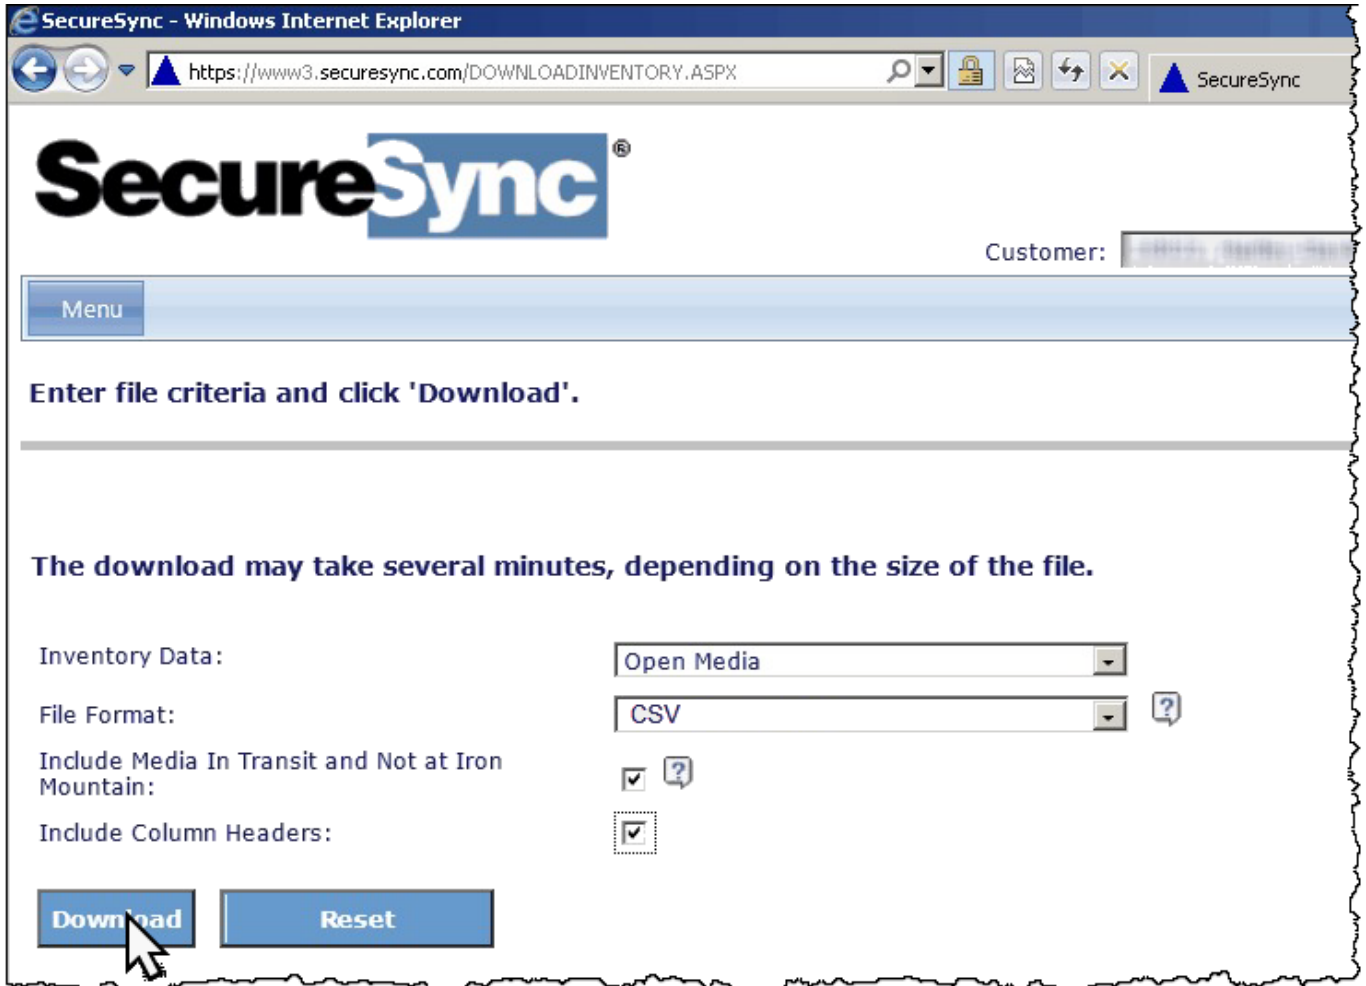 SecureSync - Windows Internet Explorer
https://www3.securesync.com/DOWNLOADINVENTORY.ASPX
SecureSync
SecureSync®
Customer:
Menu
Enter file criteria and click 'Download'.
The download may take several minutes, depending on the size of the file.
Inventory Data:
Open Media
File Format:
CSV
?
Include Media In Transit and Not at Iron
Mountain:
?
Include Column Headers:
Download
Reset